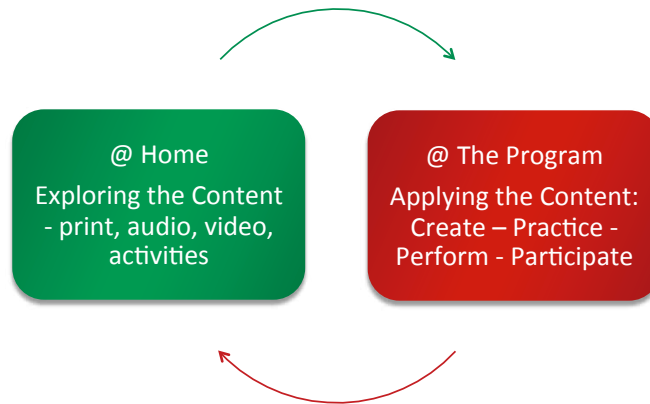 @ Home
Exploring the Content
- print, audio, video,
activities
@ The Program
Applying the Content:
Create – Practice -
Perform - Participate